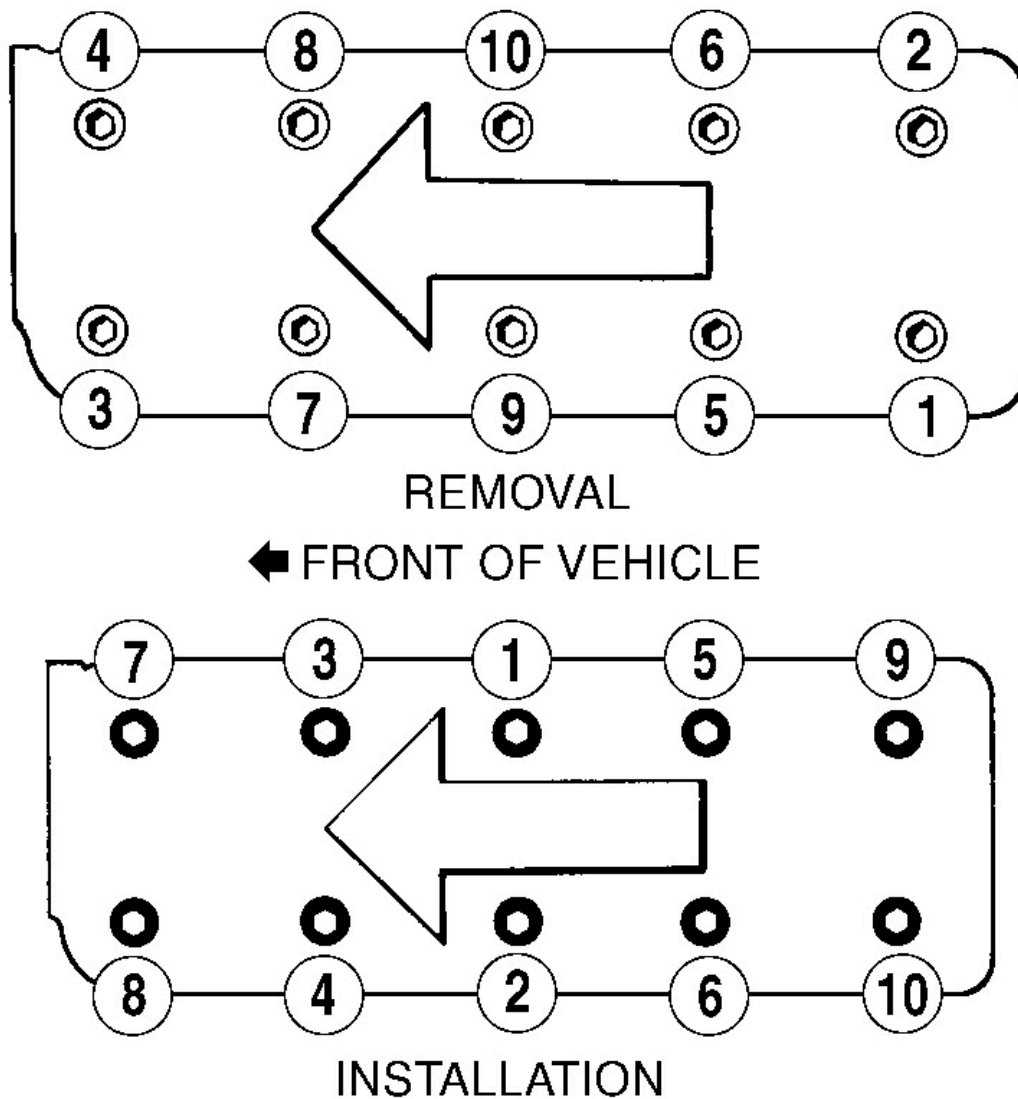 4 8 10 6 2
3 7 9 5 1
REMOVAL
FRONT OF VEHICLE
7 3 1 5 9
8 4 2 6 10
INSTALLATION